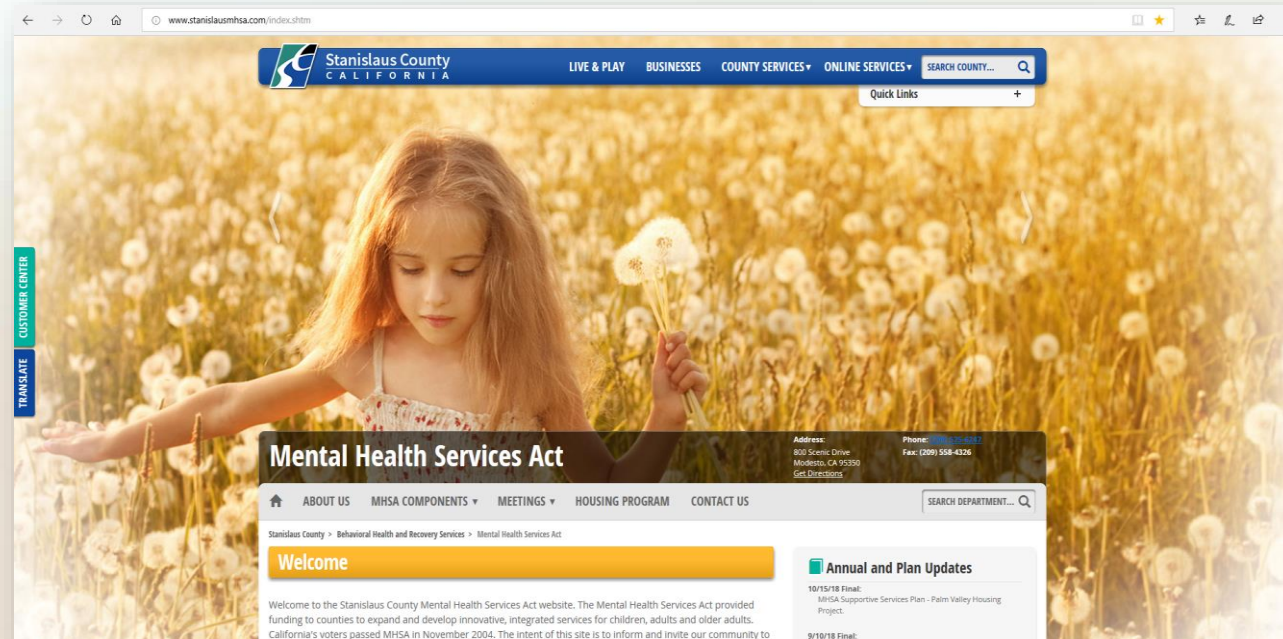 www.stanislausmhsa.com/index.shtm
Stanislaus County
CALIFORNIA
LIVE & PLAY
BUSINESSES
COUNTY SERVICES
ONLINE SERVICES
SEARCH COUNTY...
Quick Links +
CUSTOMER CENTER
TRANSLATE
Mental Health Services Act
Address:
800 Scenic Drive
Modesto, CA 95350
Get Directions
Phone:
Fax: (209) 558-4326
ABOUT US
MHSA COMPONENTS
MEETINGS
HOUSING PROGRAM
CONTACT US
SEARCH DEPARTMENT...
Stanislaus County > Behavioral Health and Recovery Services > Mental Health Services Act
Welcome
Welcome to the Stanislaus County Mental Health Services Act website. The Mental Health Services Act provided
funding to counties to expand and develop innovative, integrated services for children, adults and older adults.
California's voters passed MHSA in November 2004. The intent of this site is to inform and invite our community to
Annual and Plan Updates
10/15/18 Final:
MHSA Supportive Services Plan - Palm Valley Housing
Project.
9/10/18 Final: